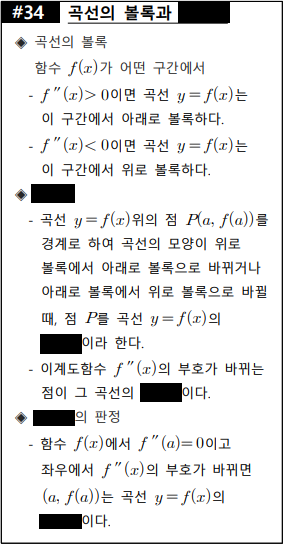 #34 곡선의 볼록과
◈ 곡선의 볼록
함수 f(x)가 어떤 구간에서
- f″(x)> 0이면 곡선 y=f(x)는
이 구간에서 아래로 볼록하다.
- f″(x)< 0이면 곡선 y=f(x)는
이 구간에서 위로 볼록하다.
◈
- 곡선 y=f(x)위의 점 P(a, f(a))를
경계로 하여 곡선의 모양이 위로
볼록에서 아래로 볼록으로 바뀌거나
아래로 볼록에서 위로 볼록으로 바뀔
때, 점 P를 곡선 y=f(x)의
이라 한다.
- 이계도함수 f″(x)의 부호가 바뀌는
점이 그 곡선의 이다.
◈ 의 판정
- 함수 f(x)에서 f″(a)=0이고
좌우에서 f″(x)의 부호가 바뀌면
(a, f(a))는 곡선 y=f(x)의
이다.